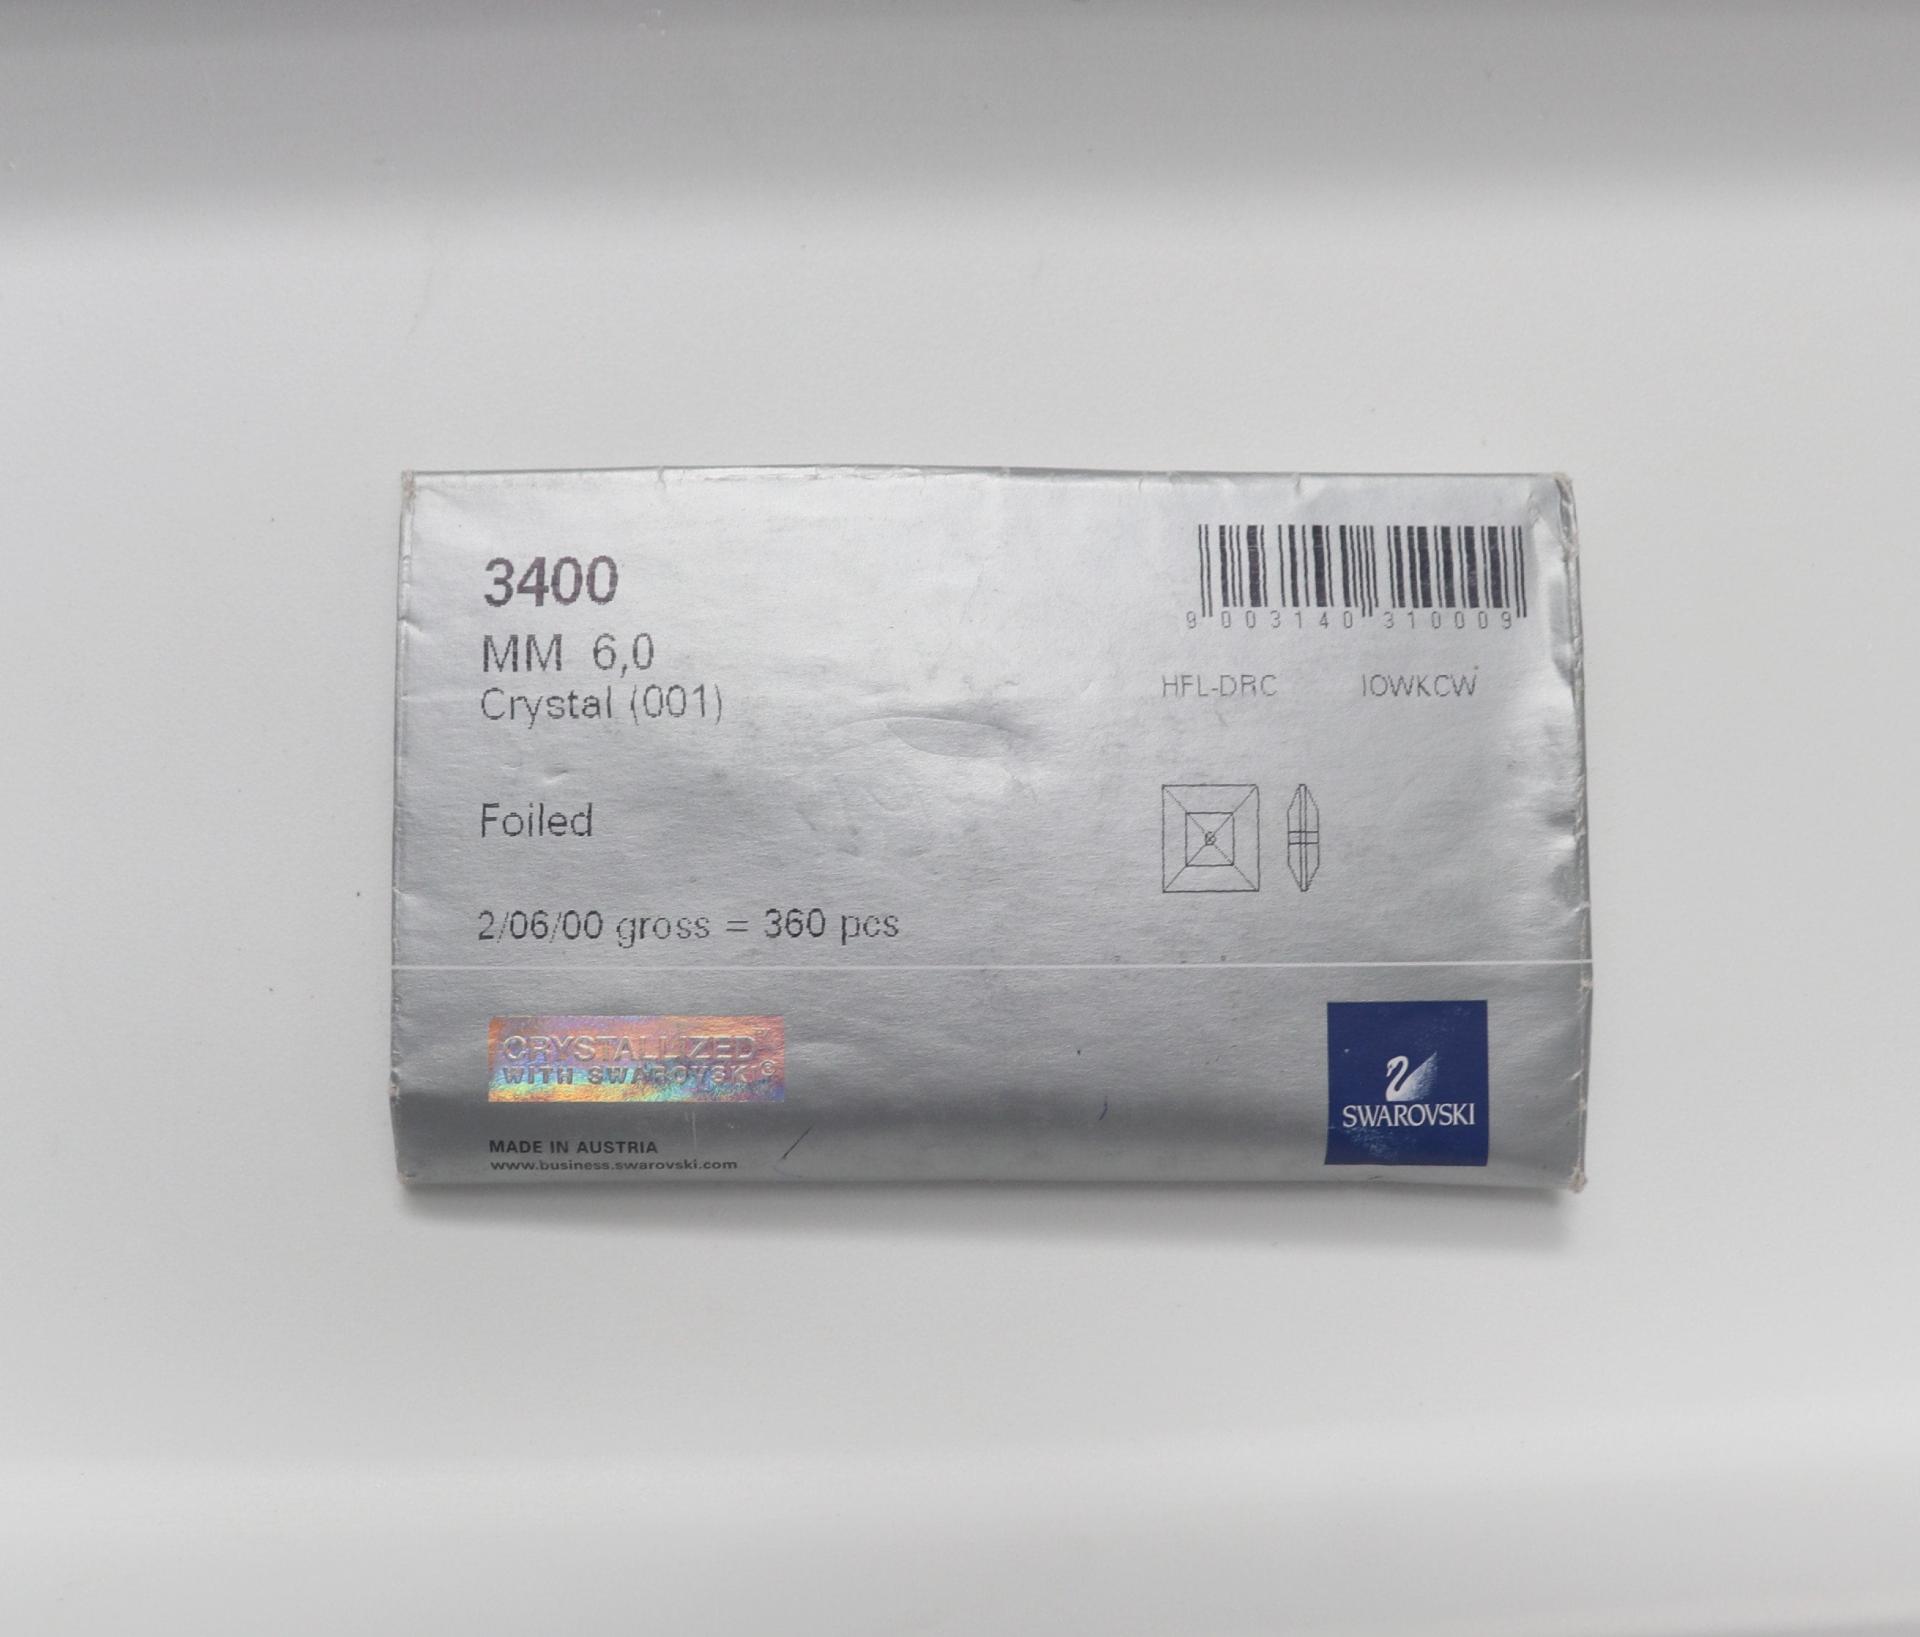 3400
MM 6,0
Crystal (001)
Foiled
2/06/00 gross = 360 pcs
9 003140 310009
HFL-DRC IOWKCW
6
CRYSTALLIZED
WITH SWAROVSKI©
MADE IN AUSTRIA
www.business.swarovski.com
SWAROVSKI